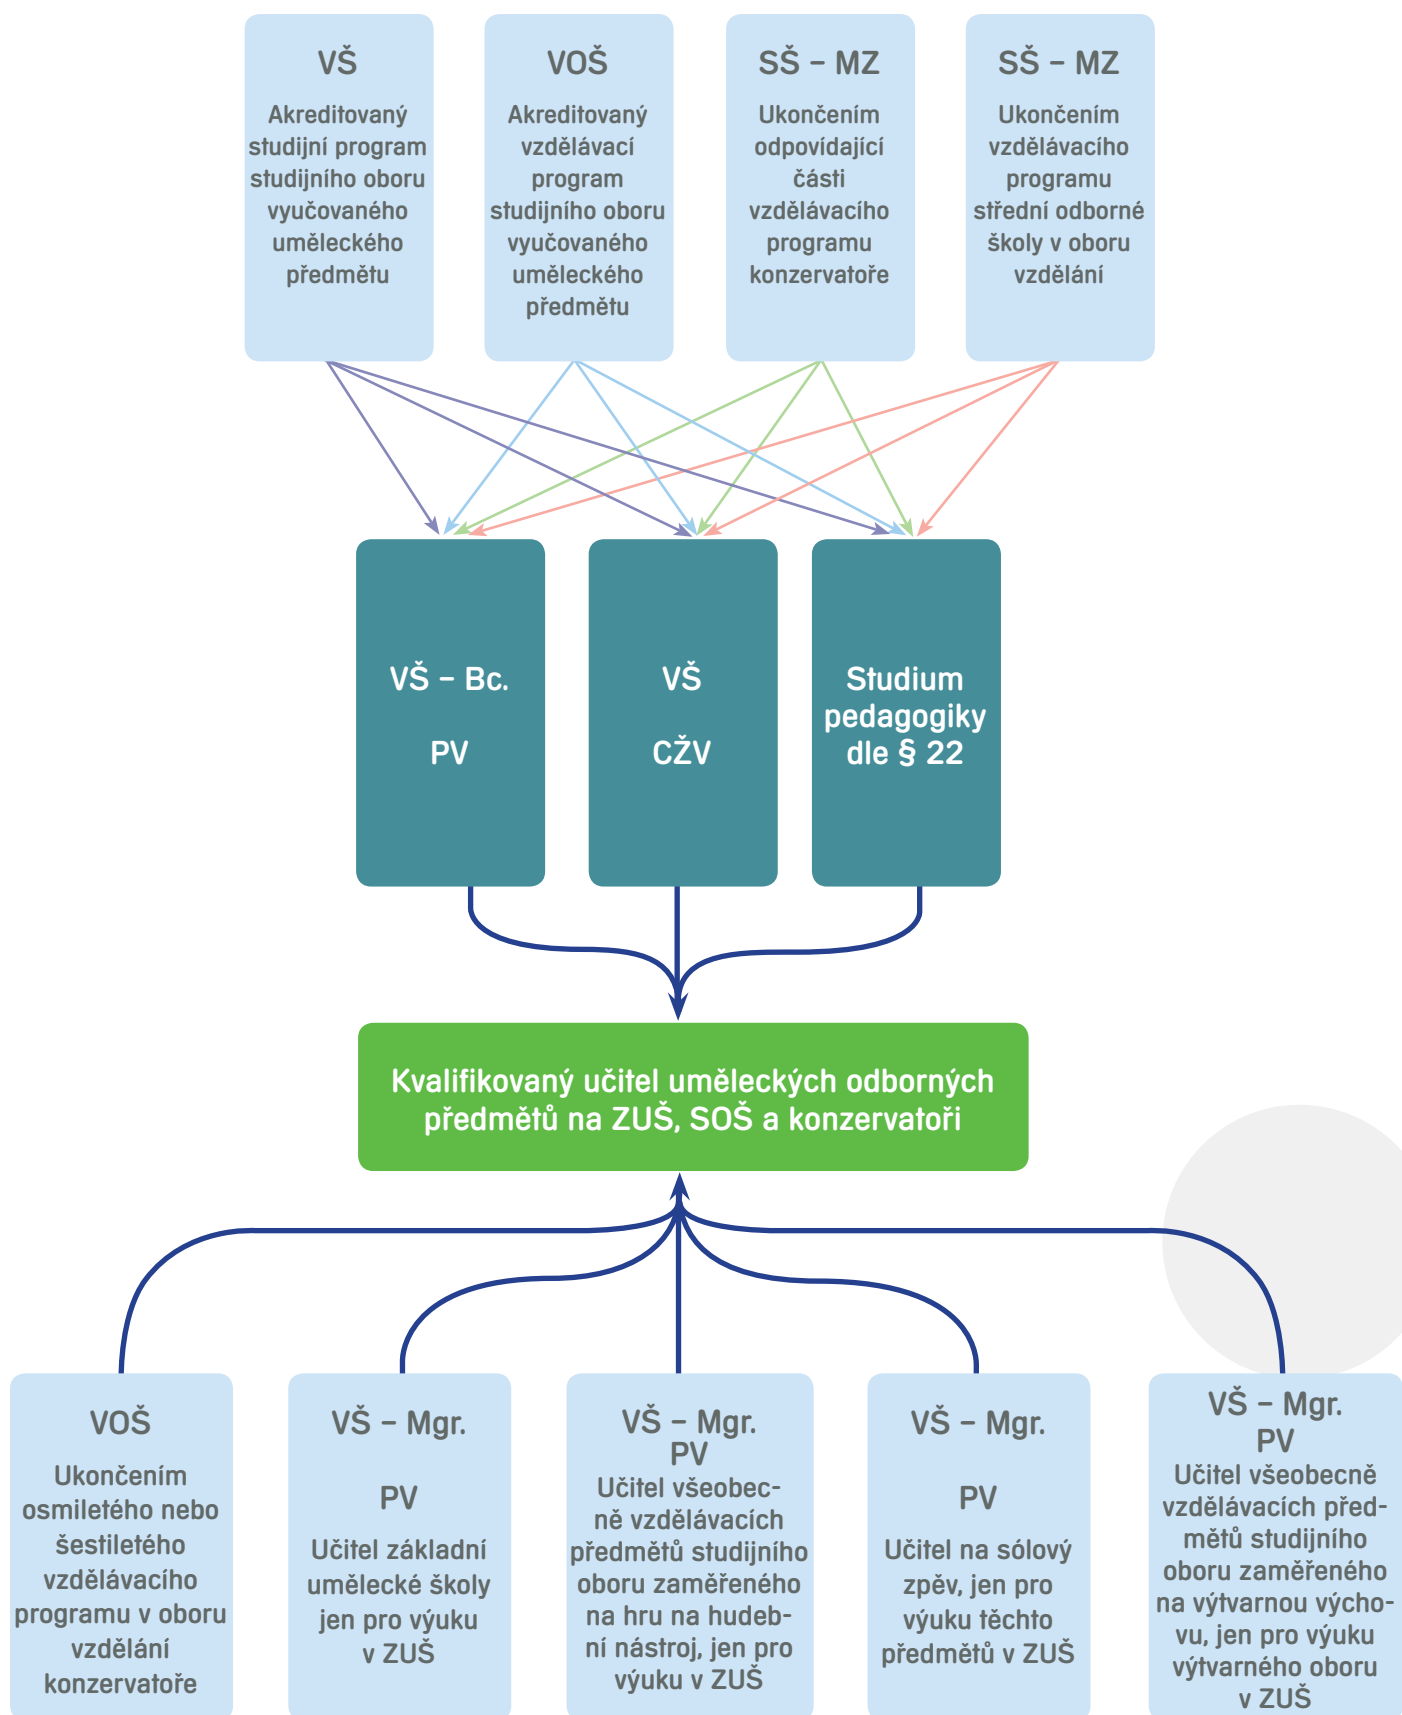 VŠ
Akreditovaný
studijní program
studijního oboru
vyučovaného
uměleckého
předmětu
VOŠ
Akreditovaný
vzdělávací
program
studijního oboru
vyučovaného
uměleckého
předmětu
SŠ – MZ
Ukončením
odpovídající
části
vzdělávacího
programu
konzervatoře
SŠ – MZ
Ukončením
vzdělávacího
programu
střední odborné
školy v oboru
vzdělání
VŠ – Bc.
PV
VŠ
CŽV
Studium
pedagogiky
dle § 22
Kvalifikovaný učitel uměleckých odborných
předmětů na ZUŠ, SOŠ a konzervatoři
VOŠ
Ukončením
osmiletého nebo
šestiletého
vzdělávacího
programu v oboru
vzdělání
konzervatoře
VŠ – Mgr.
PV
Učitel základní
umělecké školy
jen pro výuku
v ZUŠ
VŠ – Mgr.
PV
Učitel všeobec-
ně vzdělávacích
předmětů studijního
oboru zaměřeného
na hru na hudeb-
ní nástroj, jen pro
výuku v ZUŠ
VŠ – Mgr.
PV
Učitel na sólový
zpěv, jen pro
výuku těchto
předmětů v ZUŠ
VŠ – Mgr.
PV
Učitel všeobecně
vzdělávacích před-
mětů studijního
oboru zaměřeného
na výtvarnou výcho-
vu, jen pro výuku
výtvarného oboru
v ZUŠ